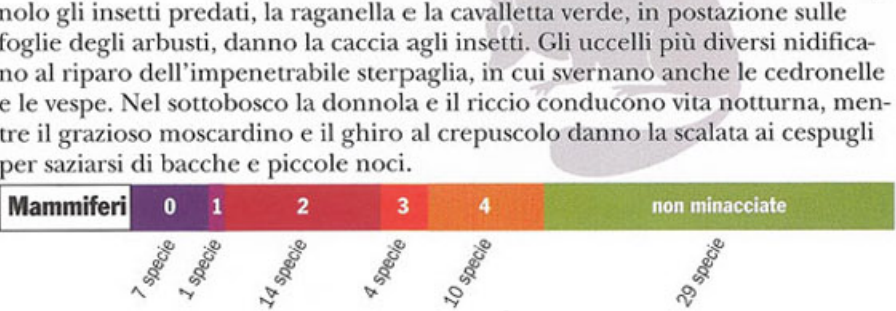 nolo gli insetti predati, la raganella e la cavalletta verde, in postazione sulle
foglie degli arbusti, danno la caccia agli insetti. Gli uccelli più diversi nidifica-
no al riparo dell'impenetrabile sterpaglia, in cui svernano anche le cedronelle
e le vespe. Nel sottobosco la donnola e il riccio conducono vita notturna, men-
tre il grazioso moscardino e il ghiro al crepuscolo danno la scalata ai cespugli
per saziarsi di bacche e piccole noci.
Mammiferi 0 1 2 3 4 non minacciate
7 specie 1 specie 14 specie 4 specie 10 specie 29 specie